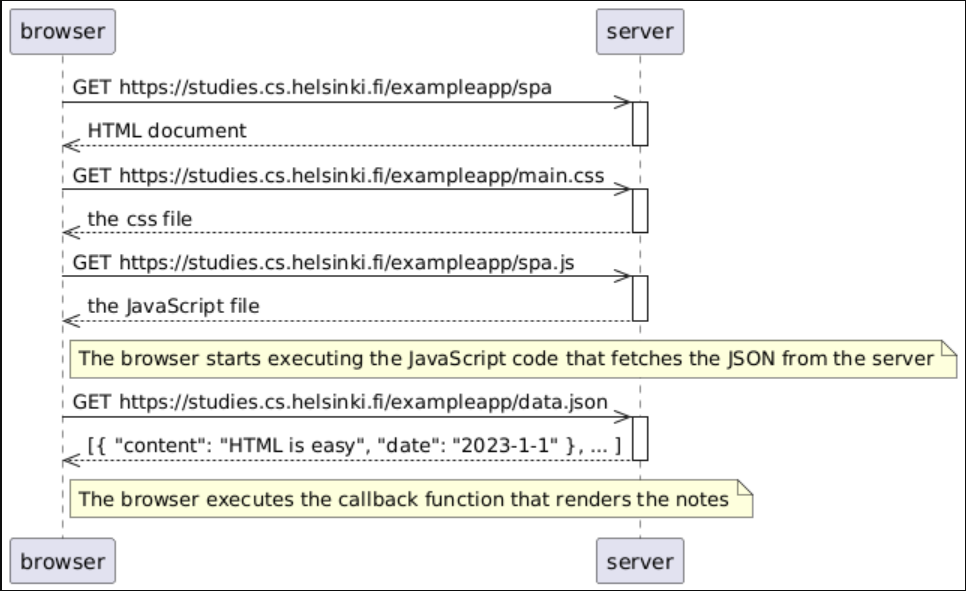 browser
server
GET https://studies.cs.helsinki.fi/exampleapp/spa
HTML document
GET https://studies.cs.helsinki.fi/exampleapp/main.css
the css file
GET https://studies.cs.helsinki.fi/exampleapp/spa.js
the JavaScript file
The browser starts executing the JavaScript code that fetches the JSON from the server
GET https://studies.cs.helsinki.fi/exampleapp/data.json
[{ "content": "HTML is easy", "date": "2023-1-1" }, ... ]
The browser executes the callback function that renders the notes
browser
server